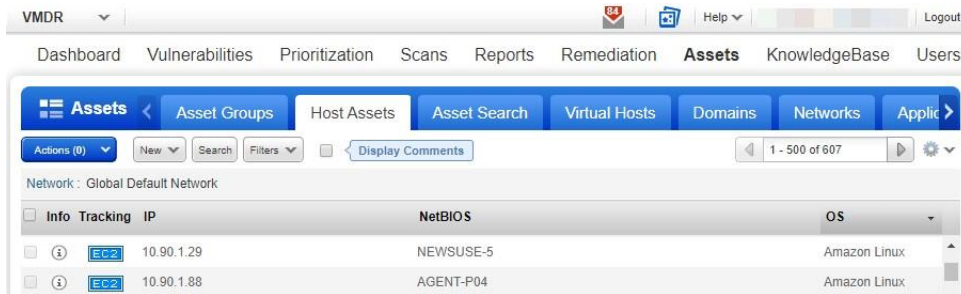 VMDR 84 Help Logout
Dashboard Vulnerabilities Prioritization Scans Reports Remediation Assets KnowledgeBase Users
Assets Asset Groups Host Assets Asset Search Virtual Hosts Domains Networks Applic
Actions (0) New Search Filters Display Comments 1 - 500 of 607
Network : Global Default Network
Info Tracking IP NetBIOS OS
EC2 10.90.1.29 NEWSUSE-5 Amazon Linux
EC2 10.90.1.88 AGENT-P04 Amazon Linux